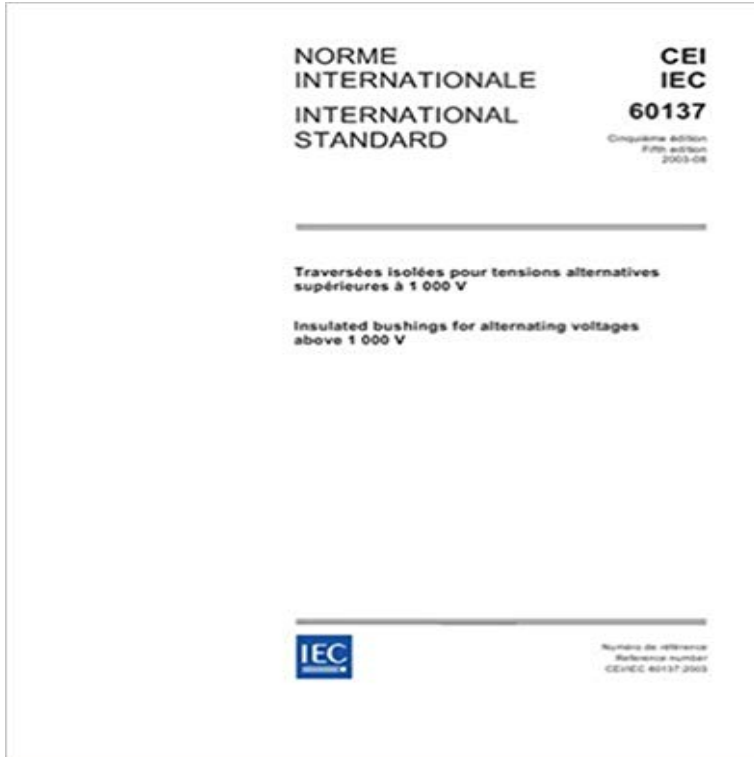 NORME
INTERNATIONALE
INTERNATIONAL
STANDARD
CEI
IEC
60137
Cinquième édition
Fifth edition
2003-08
Traversées isolées pour tensions alternatives
supérieures à 1 000 V
Insulated bushings for alternating voltages
above 1 000 V
IEC
Numéro de référence
Reference number
CEI/IEC 60137:2003